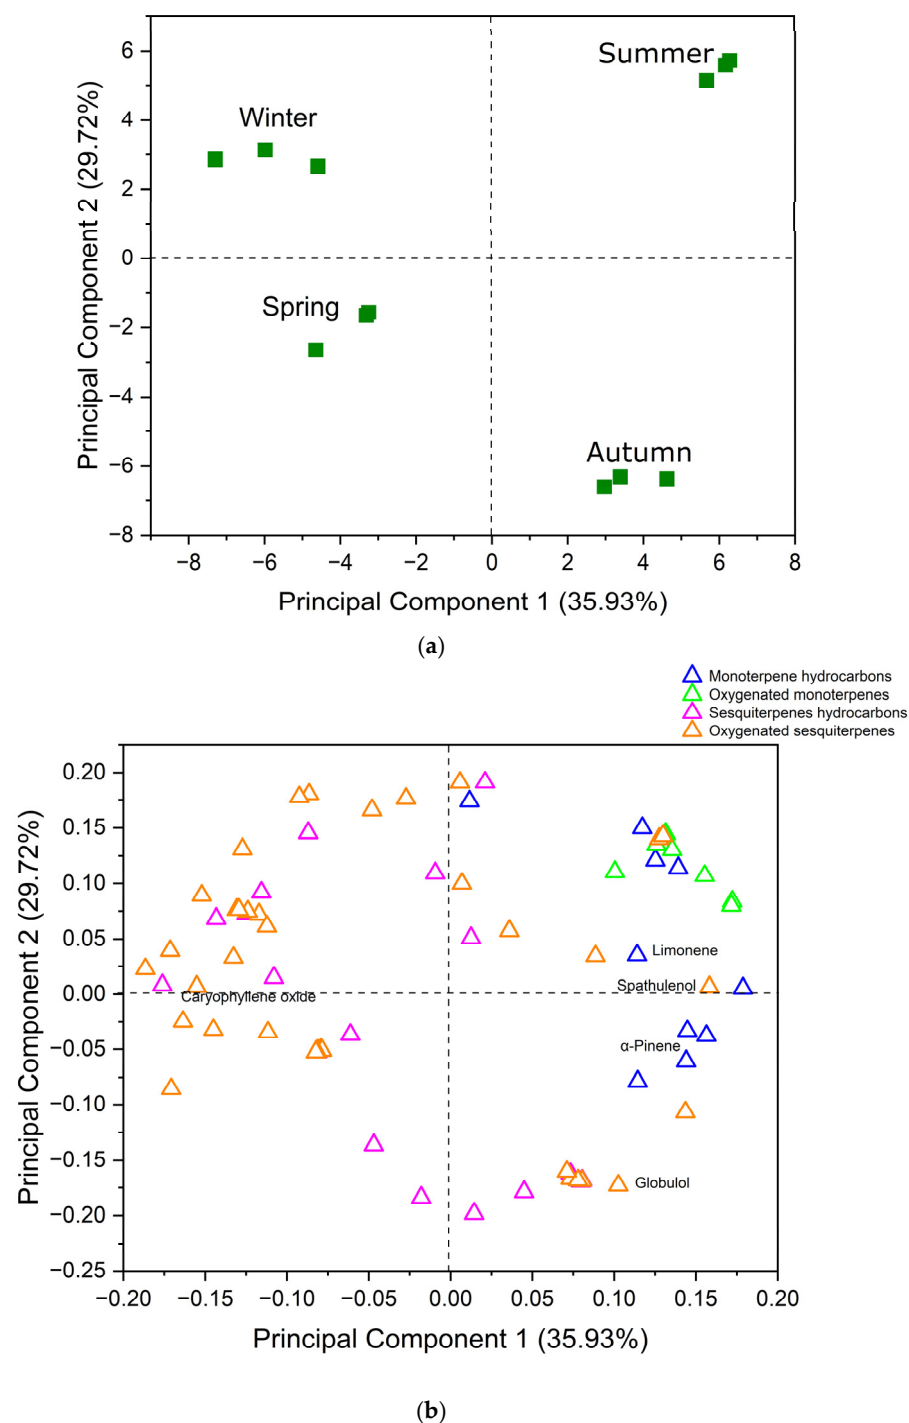 6
4
2
0
−2
−4
−6
−8
Principal Component 2 (29.72%)
Summer
Winter
Spring
Autumn
−8 −6 −4 −2 0 2 4 6 8
Principal Component 1 (35.93%)
(a)
Monoterpene hydrocarbons
Oxygenated monoterpenes
Sesquiterpenes hydrocarbons
Oxygenated sesquiterpenes
0.20
0.15
0.10
0.05
0.00
−0.05
−0.10
−0.15
−0.20
−0.25
Principal Component 2 (29.72%)
Limonene
Spathulenol
Caryophyllene oxide
α-Pinene
Globulol
−0.20 −0.15 −0.10 −0.05 0.00 0.05 0.10 0.15 0.20
Principal Component 1 (35.93%)
(b)